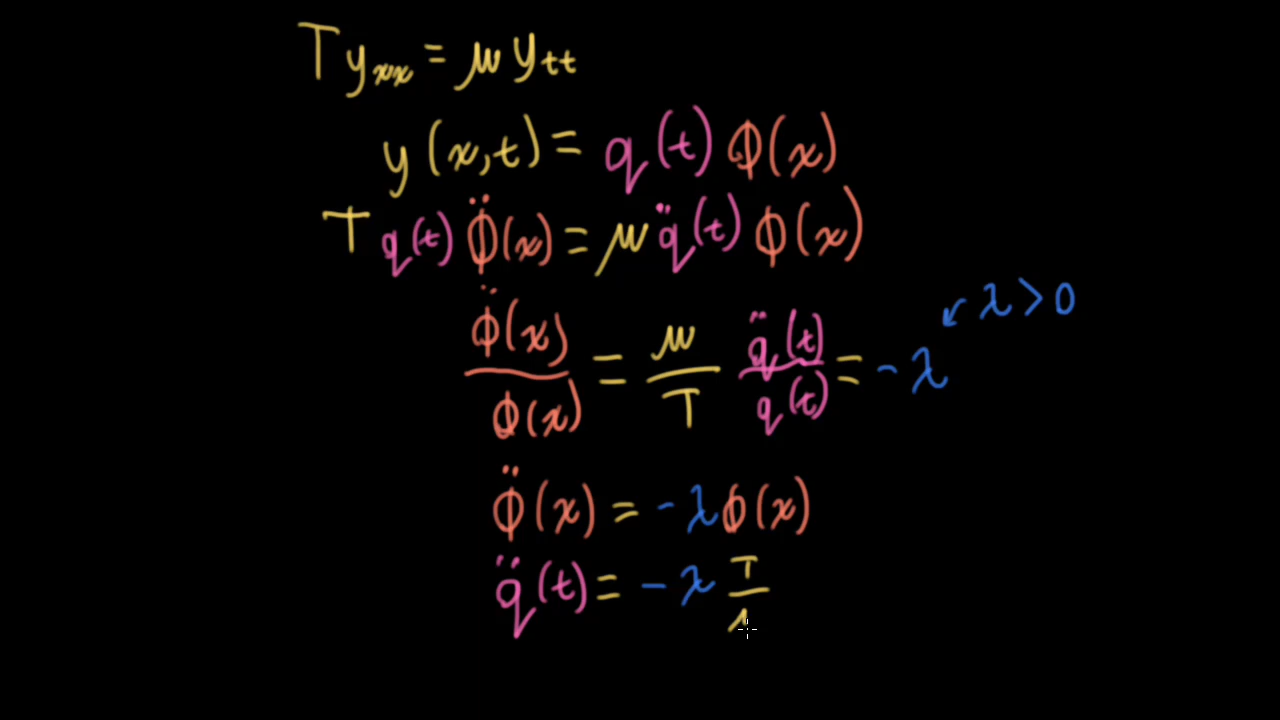 T y_xx = μ y_tt
y(x,t) = q(t) ϕ(x)
T q(t) ϕ̈(x) = μ q̈(t) ϕ(x)
ϕ̈(x)/ϕ(x) = μ/T q̈(t)/q(t) = -λ ↙ λ > 0
ϕ̈(x) = -λ ϕ(x)
q̈(t) = -λ T/